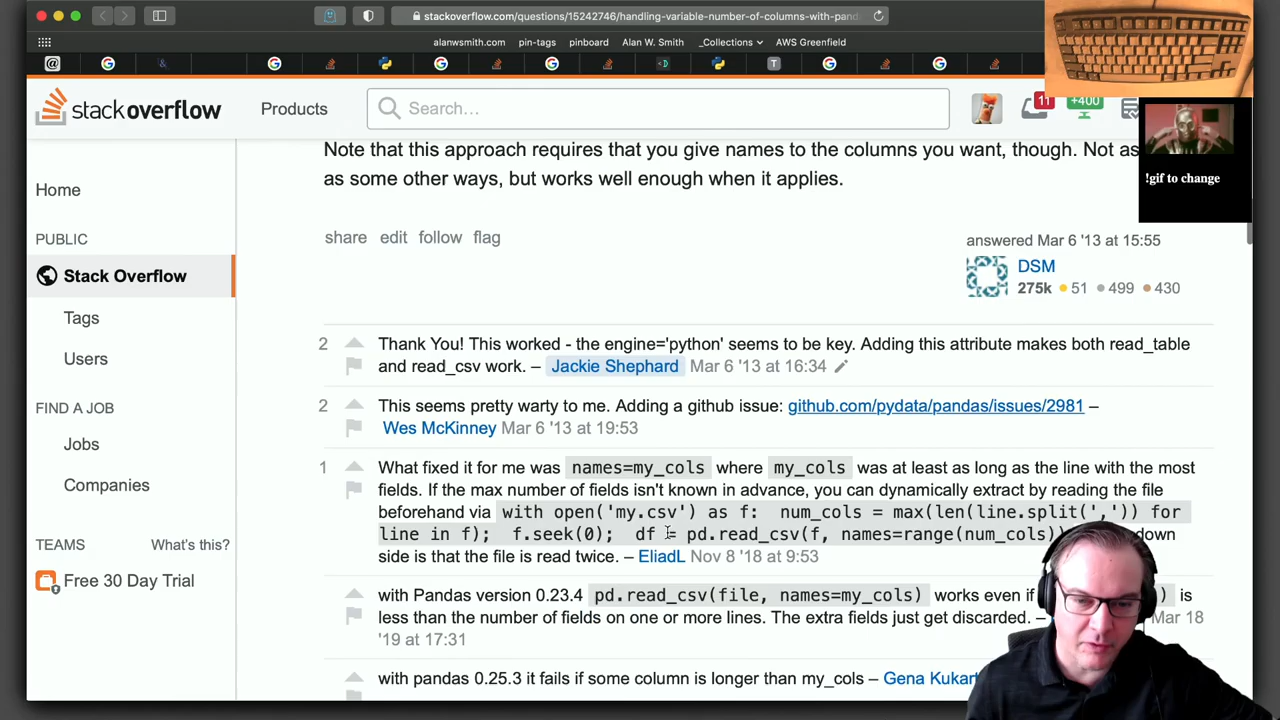 stackoverflow.com/questions/15242746/handling-variable-number-of-columns-with-pand
alanwsmith.com pin-tags pinboard Alan W. Smith _Collections AWS Greenfield
stackoverflow Products Search... 11 +400
Note that this approach requires that you give names to the columns you want, though. Not as
as some other ways, but works well enough when it applies.
!gif to change
Home
PUBLIC
Stack Overflow
Tags
Users
FIND A JOB
Jobs
Companies
TEAMS What's this?
Free 30 Day Trial
share edit follow flag
answered Mar 6 '13 at 15:55
DSM
275k 51 499 430
2 Thank You! This worked - the engine='python' seems to be key. Adding this attribute makes both read_table
and read_csv work. – Jackie Shephard Mar 6 '13 at 16:34
2 This seems pretty warty to me. Adding a github issue: github.com/pydata/pandas/issues/2981 –
Wes McKinney Mar 6 '13 at 19:53
1 What fixed it for me was names=my_cols where my_cols was at least as long as the line with the most
fields. If the max number of fields isn't known in advance, you can dynamically extract by reading the file
beforehand via with open('my.csv') as f: num_cols = max(len(line.split(',')) for
line in f); f.seek(0); df = pd.read_csv(f, names=range(num_cols)) down
side is that the file is read twice. – EliadL Nov 8 '18 at 9:53
with Pandas version 0.23.4 pd.read_csv(file, names=my_cols) works even if ) is
less than the number of fields on one or more lines. The extra fields just get discarded. – Mar 18
'19 at 17:31
with pandas 0.25.3 it fails if some column is longer than my_cols – Gena Kukart